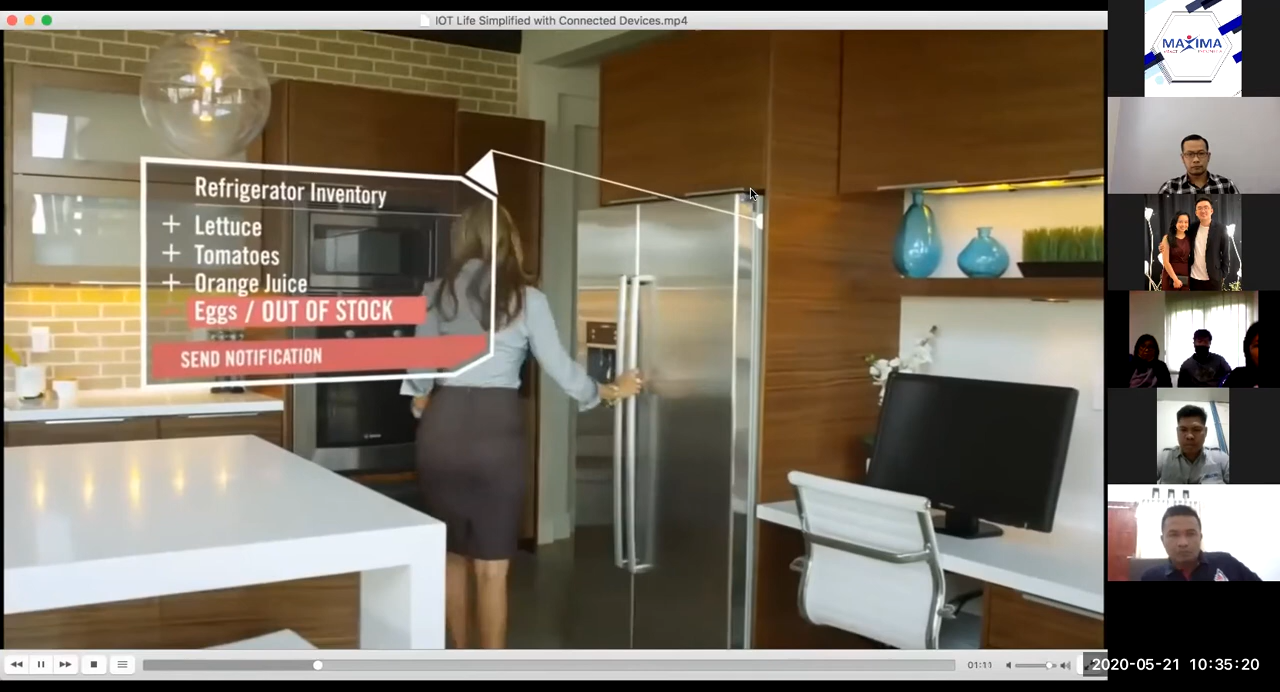 IOT Life Simplified with Connected Devices.mp4
MAXIMA
Refrigerator Inventory
+ Lettuce
+ Tomatoes
+ Orange Juice
Eggs / OUT OF STOCK
SEND NOTIFICATION
01:11
2020-05-21 10:35:20